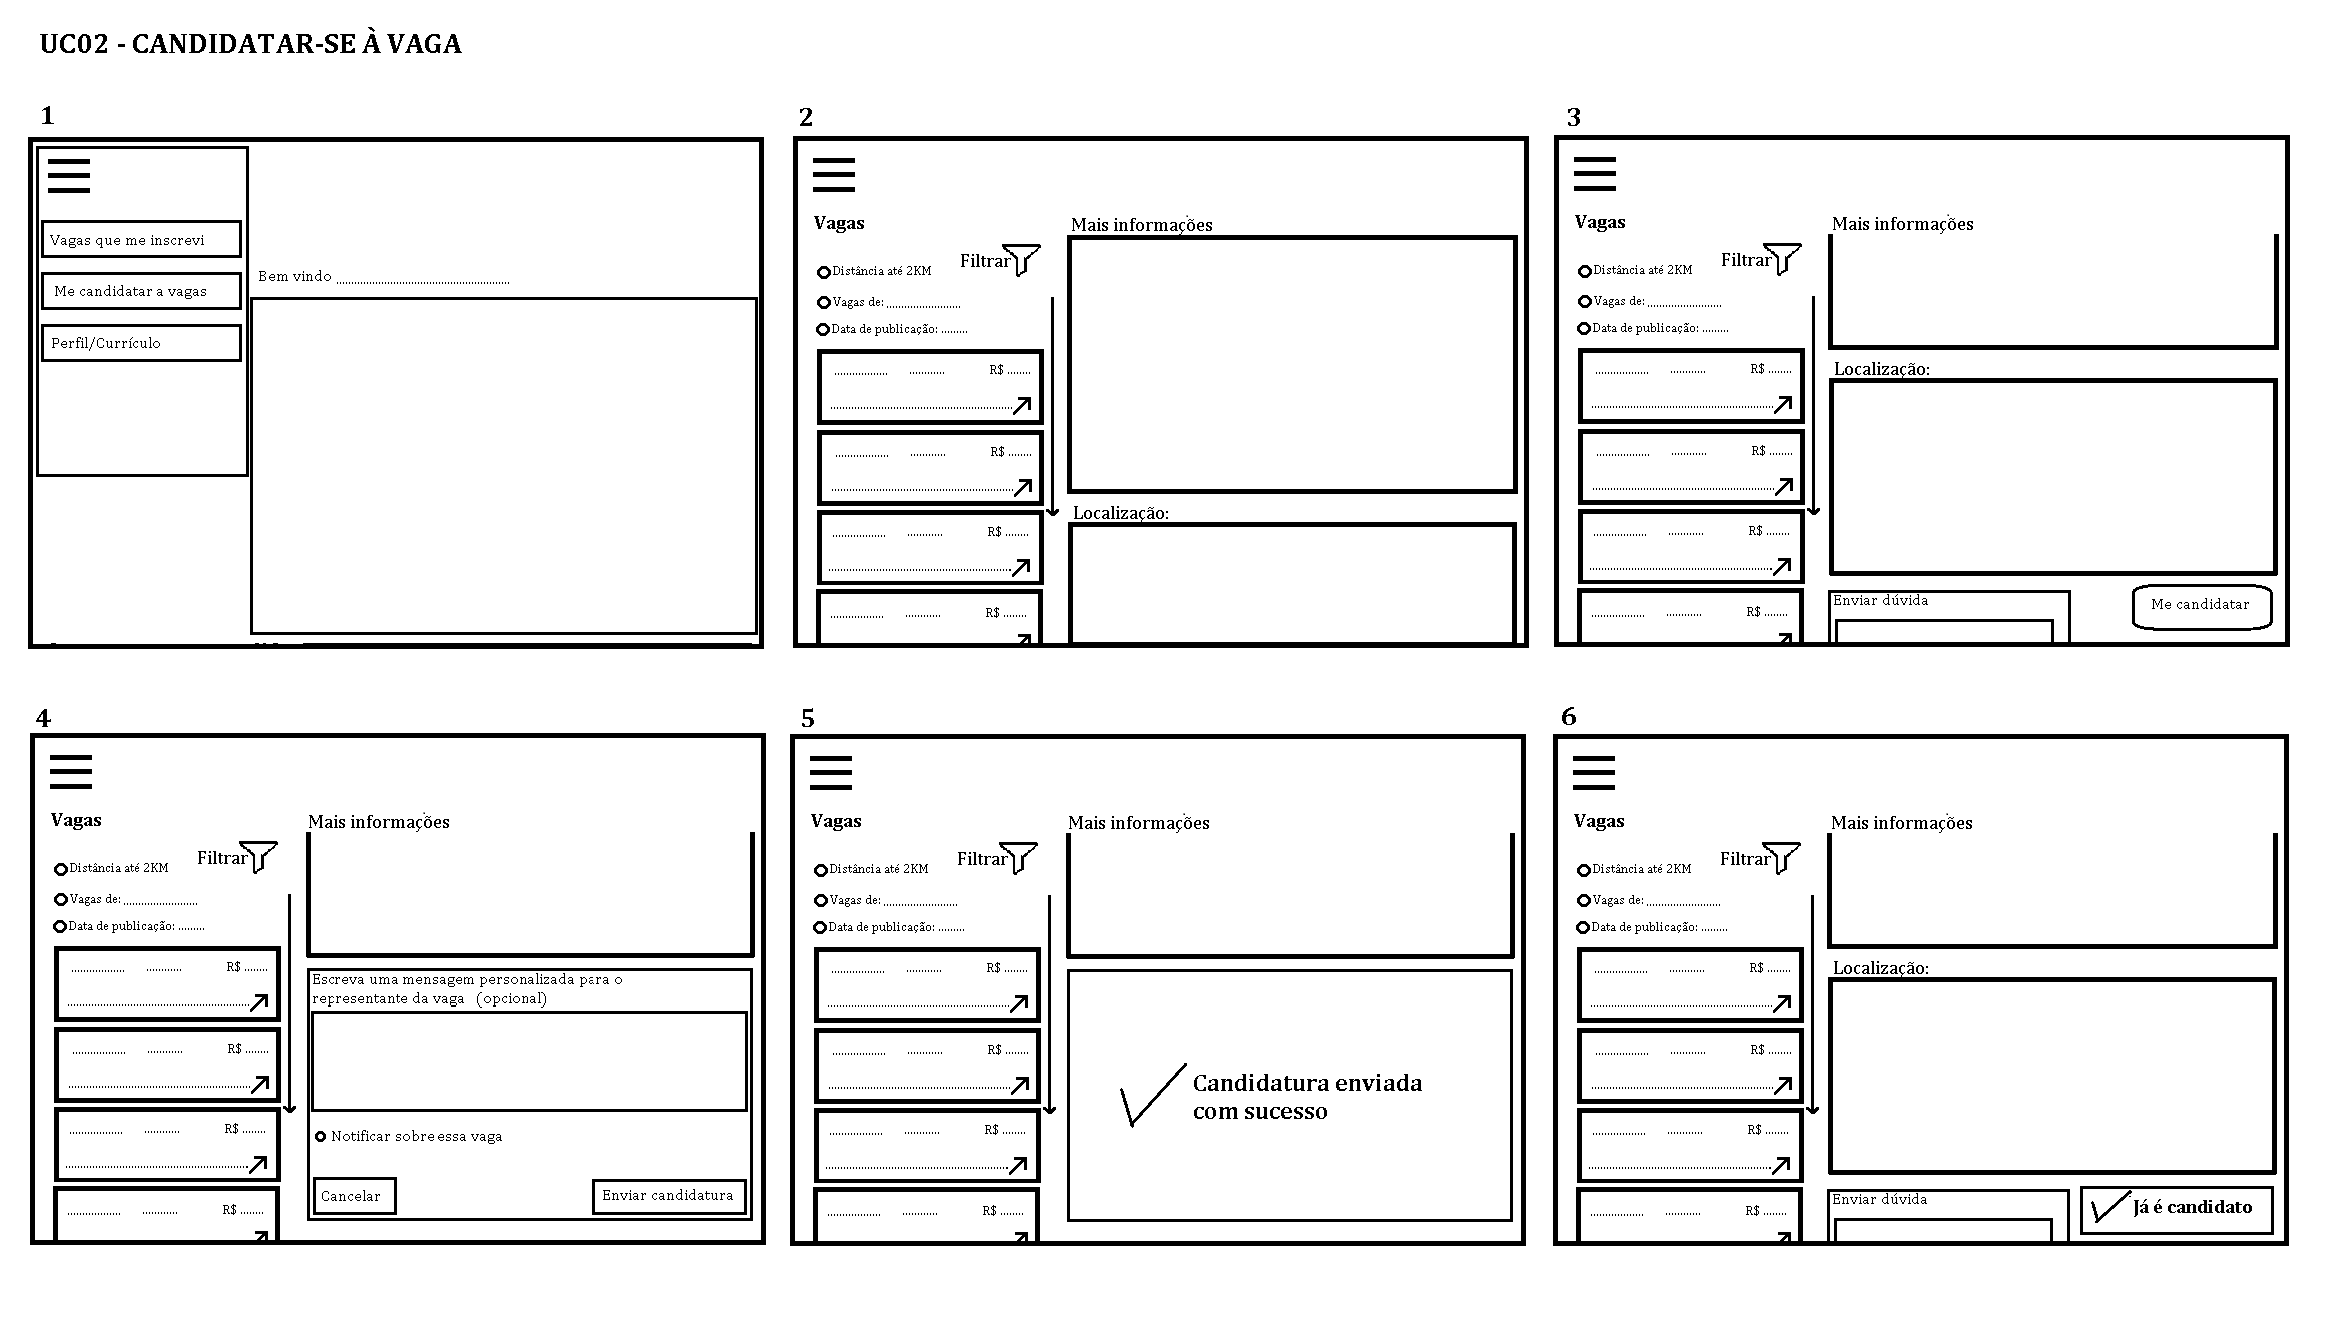 UC02 - CANDIDATAR-SE À VAGA
1
Vagas que me inscrevi
Me candidatar a vagas
Perfil/Currículo
Bem vindo ........................................................
2
Vagas
Filtrar
Distância até 2KM
Vagas de: ........................
Data de publicação: .........
R$ ........
R$ ........
R$ ........
R$ ........
Mais informações
Localização:
3
Vagas
Filtrar
Distância até 2KM
Vagas de: ........................
Data de publicação: .........
R$ ........
R$ ........
R$ ........
R$ ........
Mais informações
Localização:
Enviar dúvida
Me candidatar
4
Vagas
Filtrar
Distância até 2KM
Vagas de: ........................
Data de publicação: .........
R$ ........
R$ ........
R$ ........
R$ ........
Mais informações
Escreva uma mensagem personalizada para o
representante da vaga (opcional)
Notificar sobre essa vaga
Cancelar
Enviar candidatura
5
Vagas
Filtrar
Distância até 2KM
Vagas de: ........................
Data de publicação: .........
R$ ........
R$ ........
R$ ........
R$ ........
Mais informações
Candidatura enviada
com sucesso
6
Vagas
Filtrar
Distância até 2KM
Vagas de: ........................
Data de publicação: .........
R$ ........
R$ ........
R$ ........
R$ ........
Mais informações
Localização:
Enviar dúvida
Já é candidato